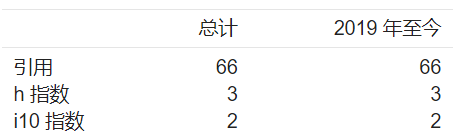 总计 2019 年至今
引用 66 66
h 指数 3 3
i10 指数 2 2